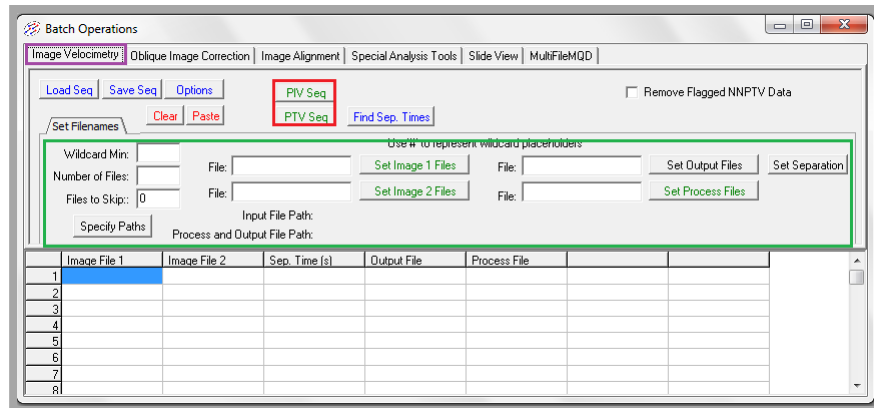 Batch Operations
Image Velocimetry Oblique Image Correction Image Alignment Special Analysis Tools Slide View MultiFileMQD
Load Seq Save Seq Options PIV Seq Remove Flagged NNPTV Data
Clear Paste PTV Seq Find Sep. Times
Set Filenames
Use '#' to represent wildcard placeholders
Wildcard Min: File: Set Image 1 Files File: Set Output Files Set Separation
Number of Files:
Files to Skip:: 0 File: Set Image 2 Files File: Set Process Files
Specify Paths Input File Path:
Process and Output File Path:
Image File 1 Image File 2 Sep. Time (s) Output File Process File
1
2
3
4
5
6
7
8